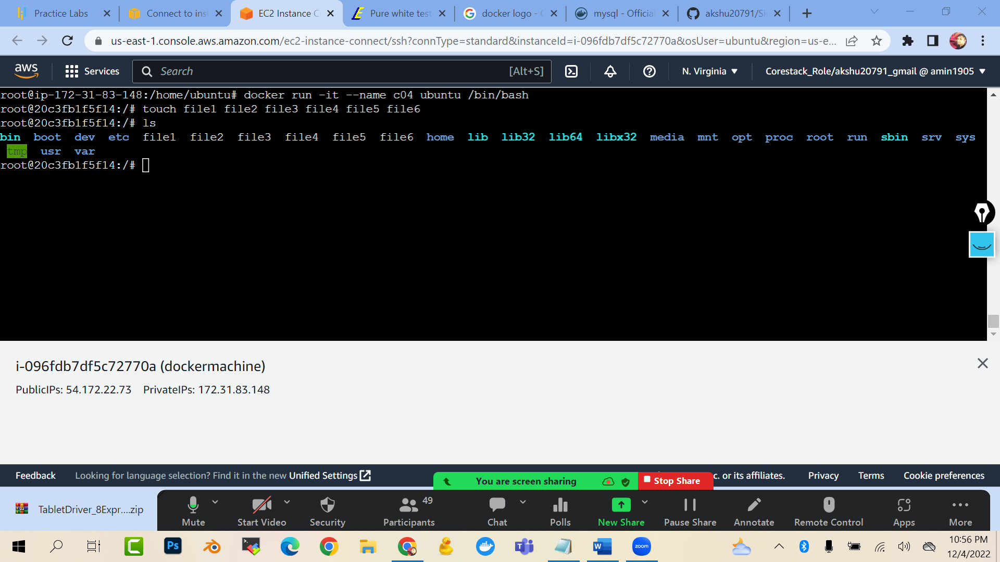 Practice Labs
Connect to inst
EC2 Instance C
Pure white test
docker logo - G
mysql - Official
akshu20791/Si
us-east-1.console.aws.amazon.com/ec2-instance-connect/ssh?connType=standard&instanceId=i-096fdb7df5c72770a&osUser=ubuntu&region=us-e...
aws
Services
Search
[Alt+S]
N. Virginia
Corestack_Role/akshu20791_gmail @ amin1905
root@ip-172-31-83-148:/home/ubuntu# docker run -it --name c04 ubuntu /bin/bash
root@20c3fb1f5f14:/# touch file1 file2 file3 file4 file5 file6
root@20c3fb1f5f14:/# ls
bin boot dev etc file1 file2 file3 file4 file5 file6 home lib lib32 lib64 libx32 media mnt opt proc root run sbin srv sys
tmp usr var
root@20c3fb1f5f14:/#
i-096fdb7df5c72770a (dockermachine)
PublicIPs: 54.172.22.73 PrivateIPs: 172.31.83.148
Feedback
Looking for language selection? Find it in the new Unified Settings
You are screen sharing
Stop Share
c. or its affiliates.
Privacy
Terms
Cookie preferences
TabletDriver_8Expr....zip
Mute
Start Video
Security
Participants
49
Chat
Polls
New Share
Pause Share
Annotate
Remote Control
Apps
More
Ps
W
zoom
10:56 PM
12/4/2022